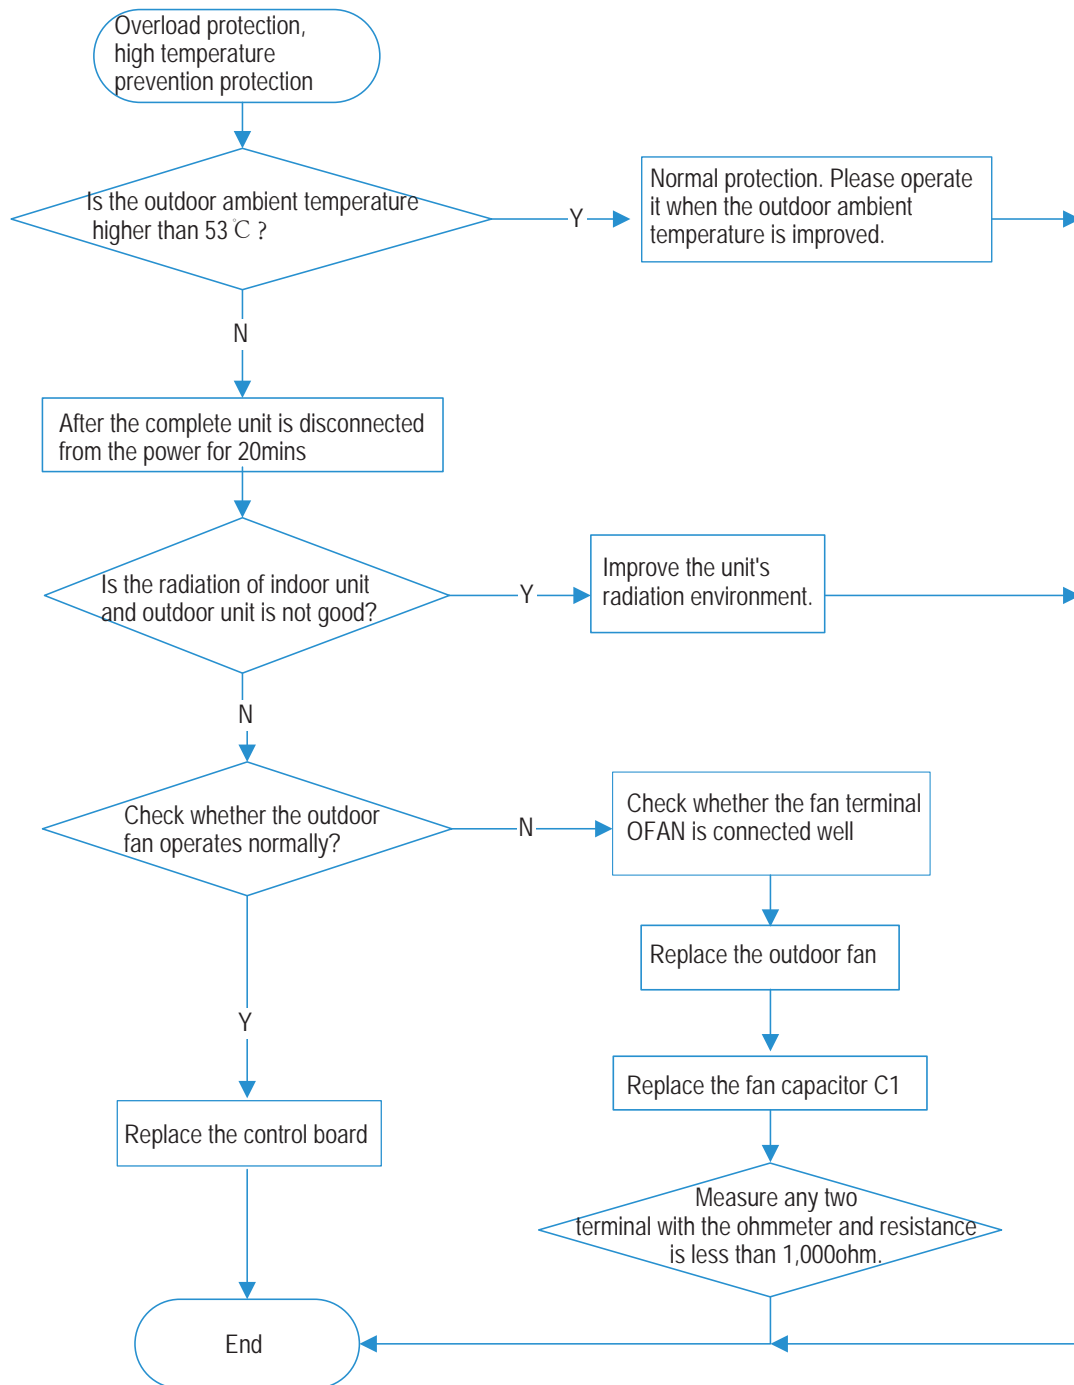 Overload protection,
high temperature
prevention protection
Is the outdoor ambient temperature
higher than 53℃ ?
Y
Normal protection. Please operate
it when the outdoor ambient
temperature is improved.
N
After the complete unit is disconnected
from the power for 20mins
Is the radiation of indoor unit
and outdoor unit is not good?
Y
Improve the unit's
radiation environment.
N
Check whether the outdoor
fan operates normally?
N
Check whether the fan terminal
OFAN is connected well
Replace the outdoor fan
Y
Replace the fan capacitor C1
Replace the control board
Measure any two
terminal with the ohmmeter and resistance
is less than 1,000ohm.
End